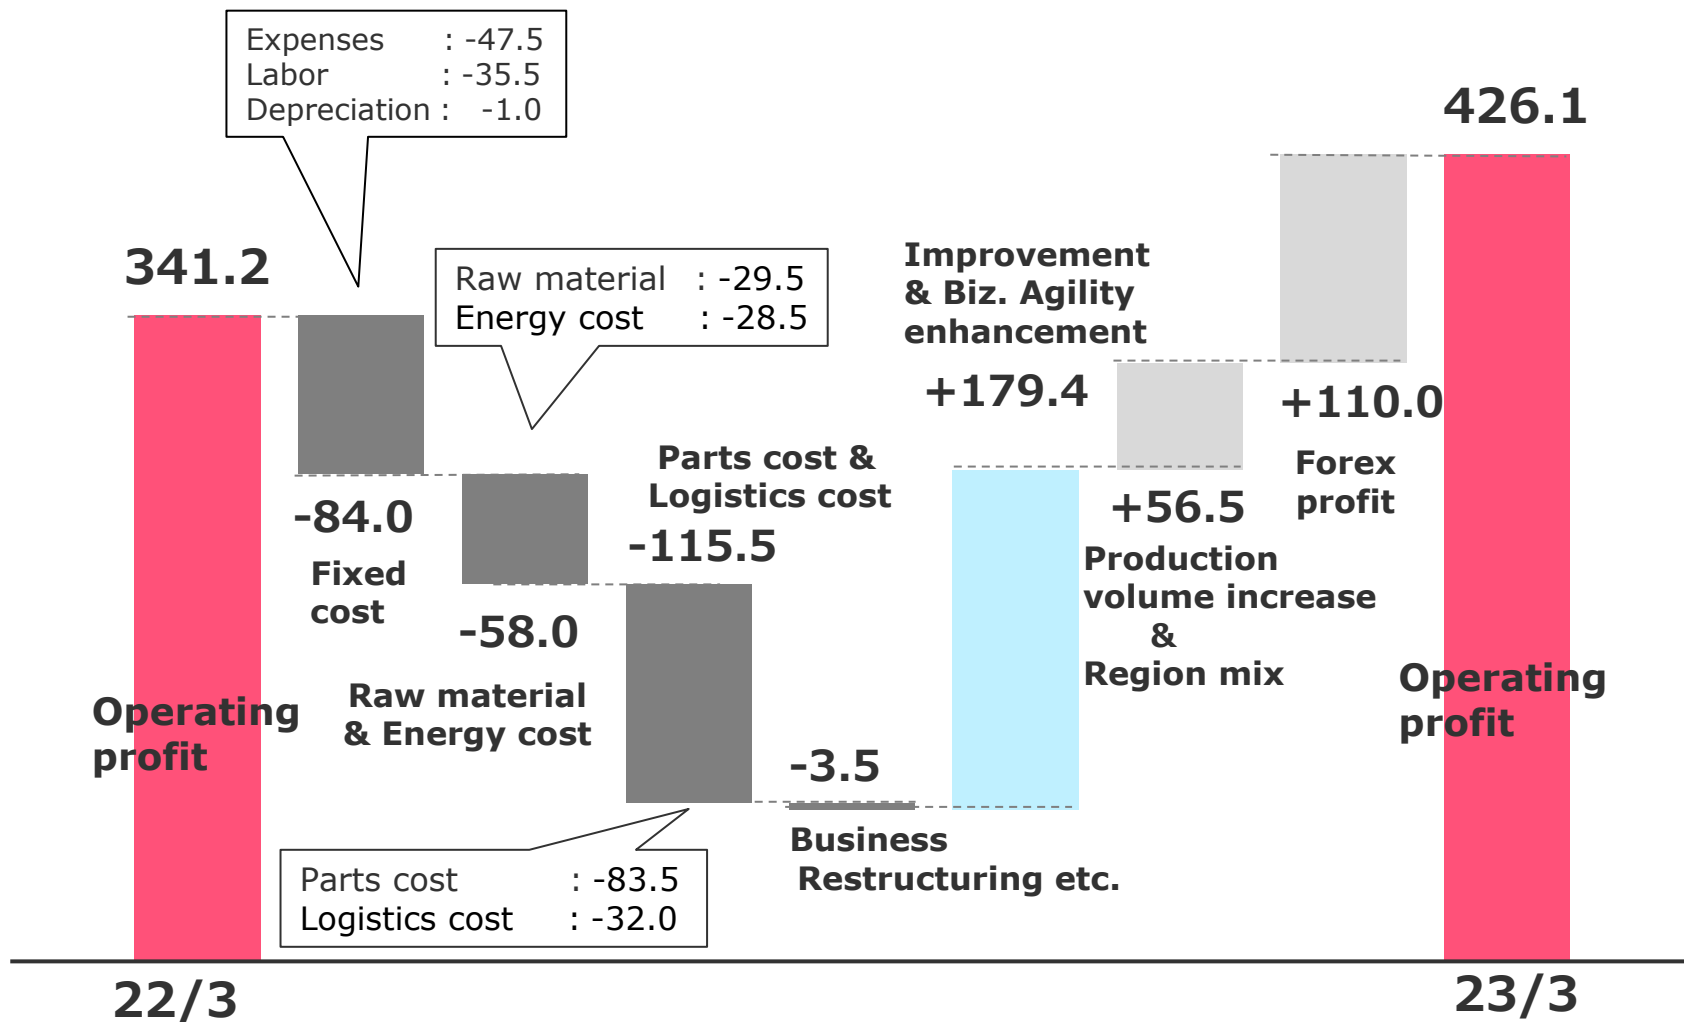 Expenses : -47.5
Labor : -35.5
Depreciation : -1.0
426.1
341.2
Raw material : -29.5
Energy cost : -28.5
Improvement
& Biz. Agility
enhancement
+179.4
+110.0
Forex
profit
Parts cost &
Logistics cost
-115.5
-84.0
Fixed
cost
+56.5
Production
volume increase
&
Region mix
-58.0
Raw material
& Energy cost
Operating
profit
Operating
profit
-3.5
Business
Restructuring etc.
Parts cost : -83.5
Logistics cost : -32.0
22/3
23/3